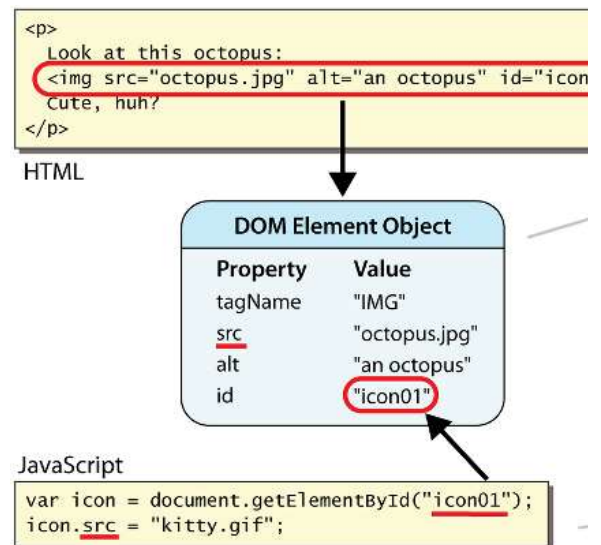 <p>
Look at this octopus:
<img src="octopus.jpg" alt="an octopus" id="icon
Cute, huh?
</p>
HTML
DOM Element Object
Property Value
tagName "IMG"
src "octopus.jpg"
alt "an octopus"
id "icon01"
JavaScript
var icon = document.getElementById("icon01");
icon.src = "kitty.gif";